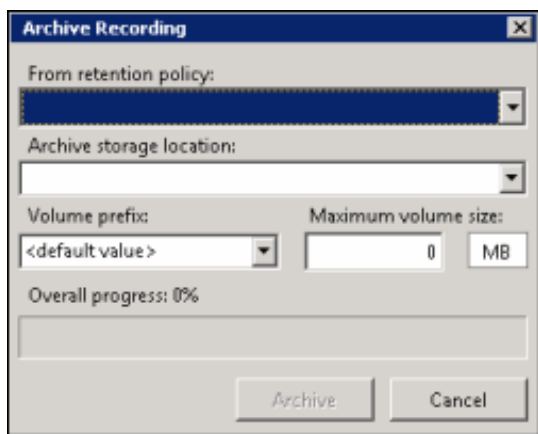 Archive Recording
From retention policy:
Archive storage location:
Volume prefix: Maximum volume size:
<default value> 0 MB
Overall progress: 0%
Archive Cancel